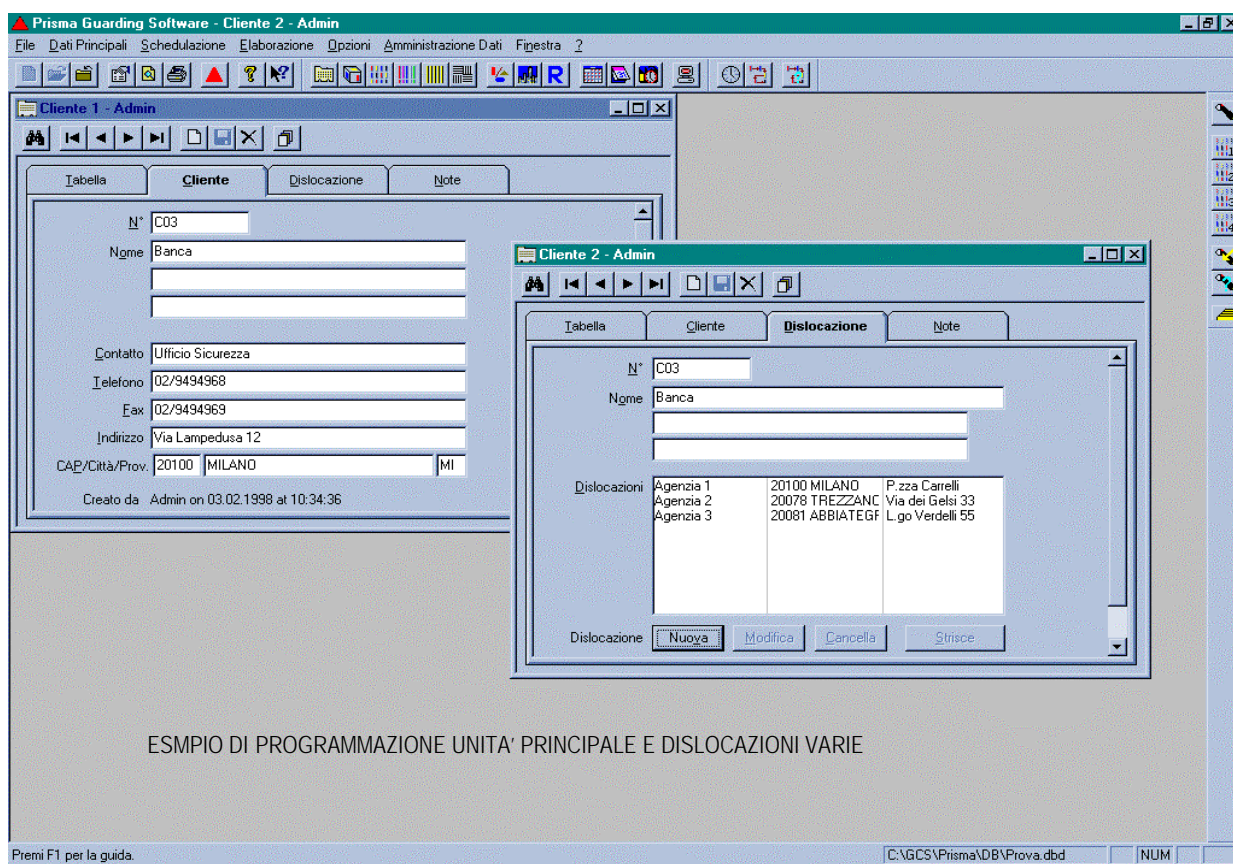 Prisma Guarding Software - Cliente 2 - Admin
File Dati Principali Schedulazione Elaborazione Opzioni Amministrazione Dati Finestra ?
Cliente 1 - Admin
Tabella Cliente Dislocazione Note
N° C03
Nome Banca
Contatto Ufficio Sicurezza
Telefono 02/9494968
Fax 02/9494969
Indirizzo Via Lampedusa 12
CAP/Città/Prov. 20100 MILANO MI
Creato da Admin on 03.02.1998 at 10:34:36
Cliente 2 - Admin
Tabella Cliente Dislocazione Note
N° C03
Nome Banca
Dislocazioni Agenzia 1 20100 MILANO P.zza Carrelli
Agenzia 2 20078 TREZZANC Via dei Gelsi 33
Agenzia 3 20081 ABBIATEGF L.go Verdelli 55
Dislocazione Nuova Modifica Cancella Strisce
ESMPIO DI PROGRAMMAZIONE UNITA' PRINCIPALE E DISLOCAZIONI VARIE
Premi F1 per la guida. C:\GCS\Prisma\DB\Prova.dbd NUM